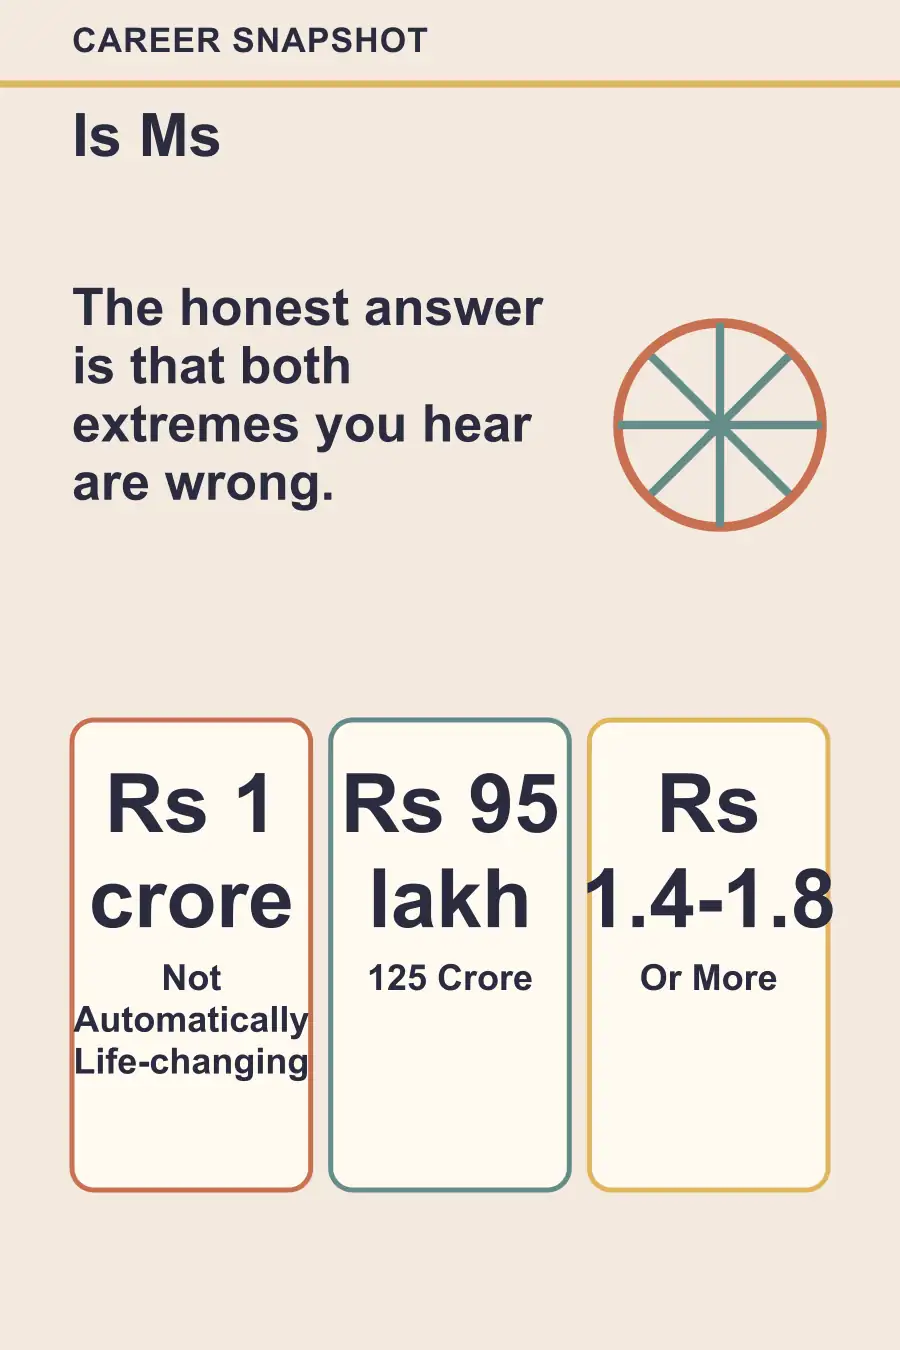 CAREER SNAPSHOT
Is Ms
The honest answer
is that both
extremes you hear
are wrong.
Rs 1
crore
Not
Automatically
Life-changing
Rs 95
lakh
125 Crore
Rs
1.4-1.8
Or More